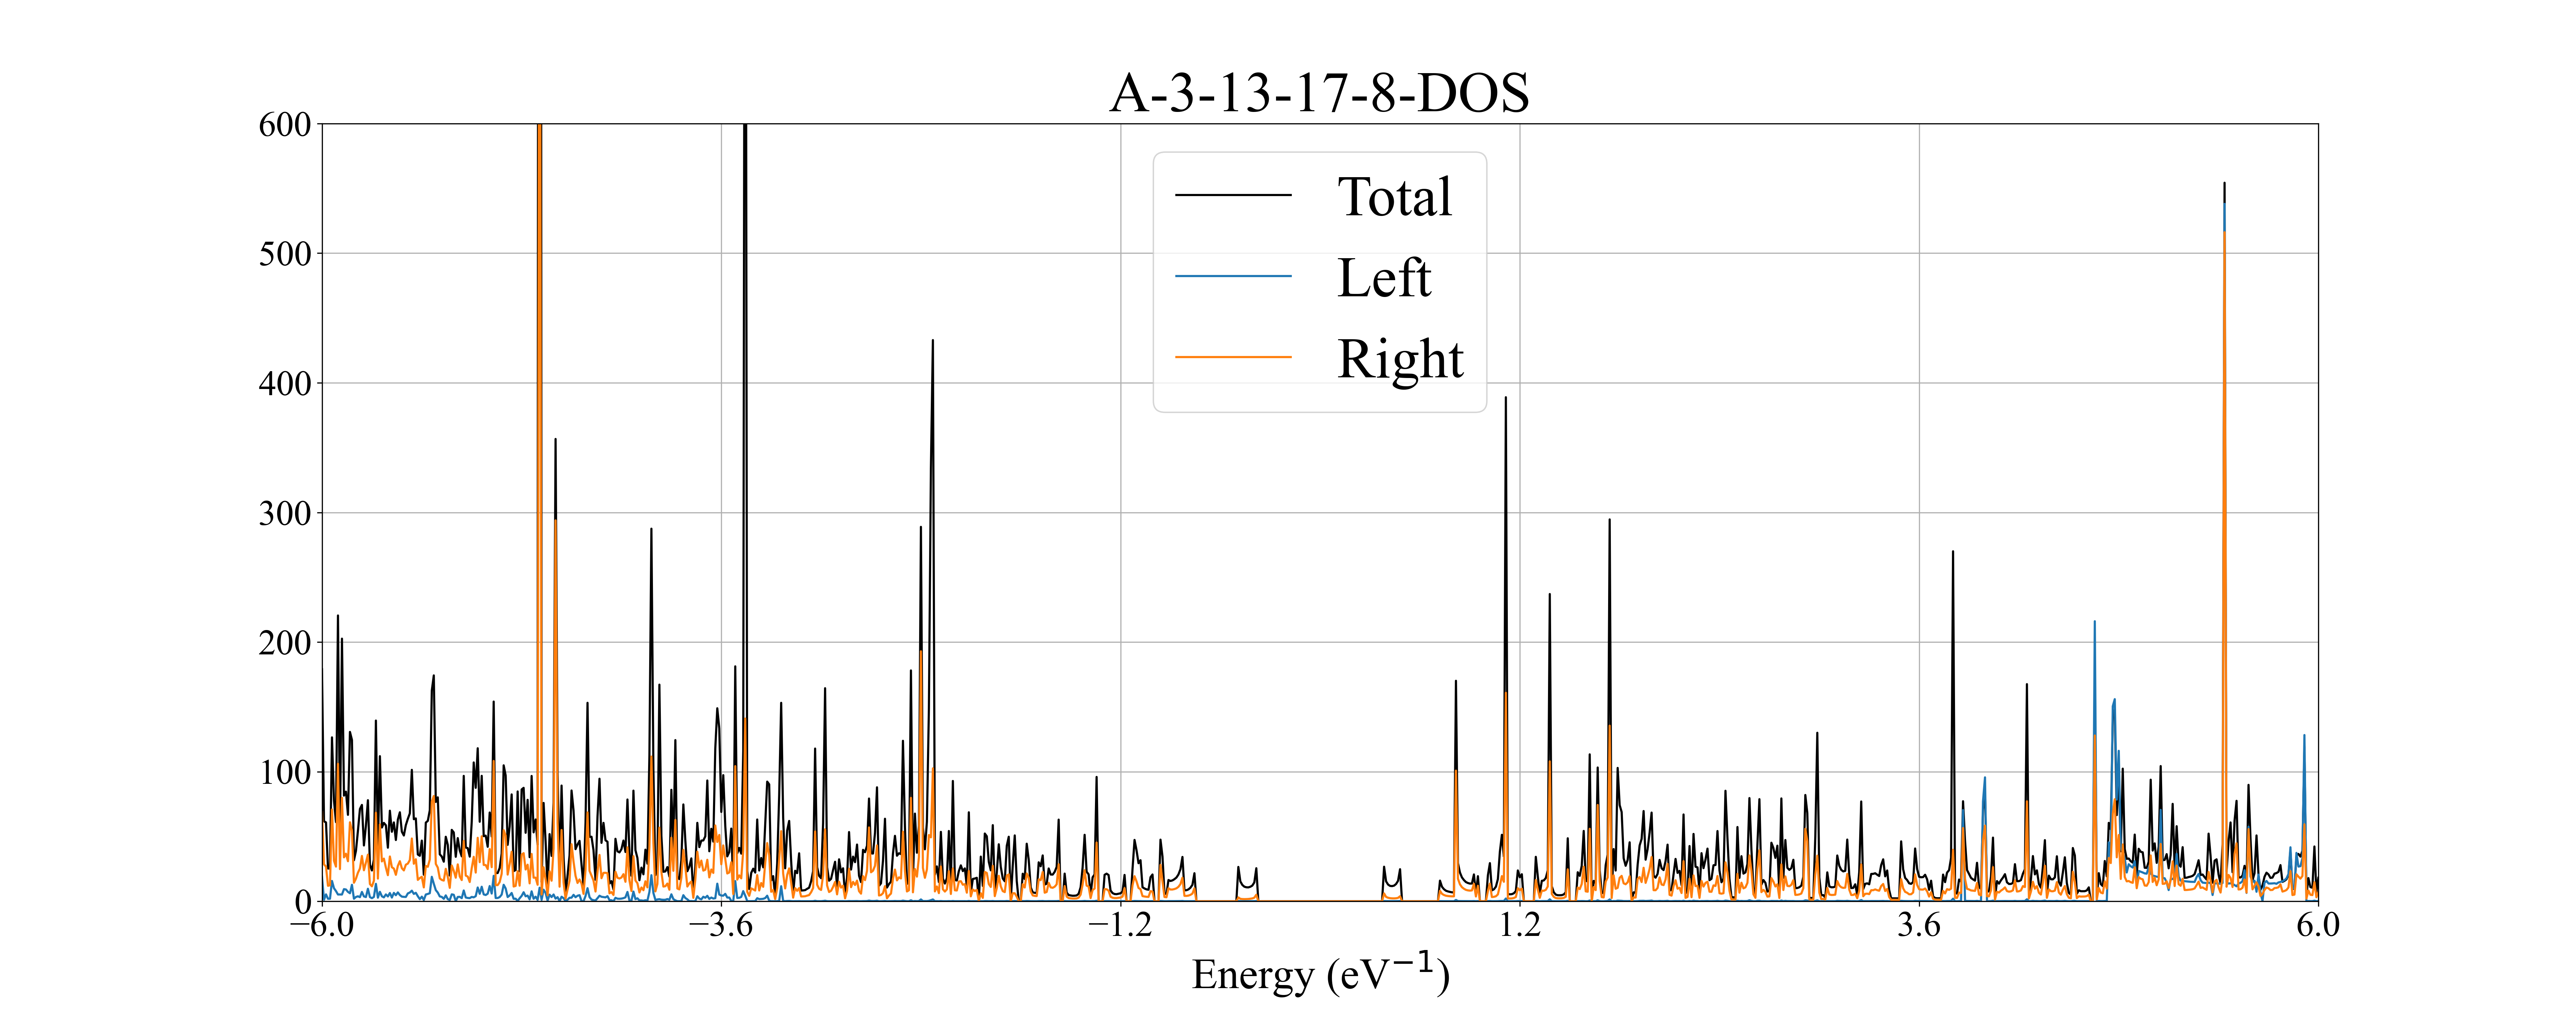 A-3-13-17-8-DOS
600
500
400
300
200
100
0
Total
Left
Right
−6.0 −3.6 −1.2 1.2 3.6 6.0
Energy (eV⁻¹)